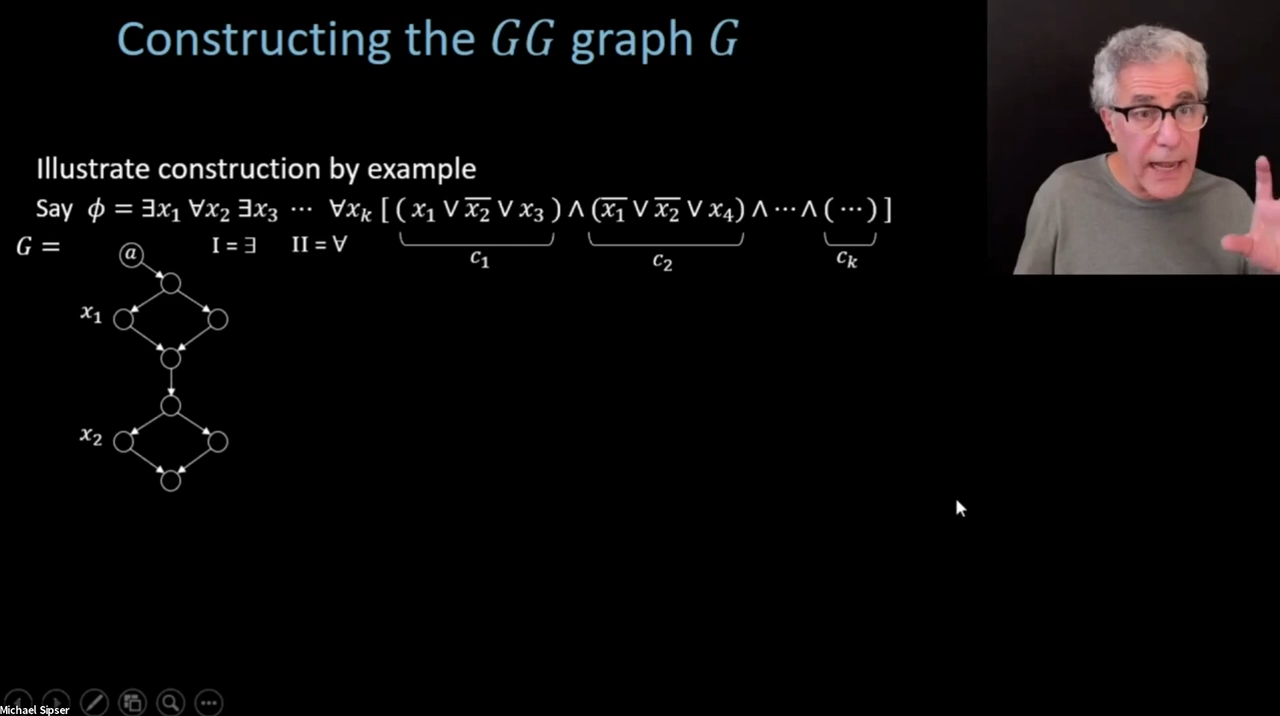 Constructing the GG graph G
Illustrate construction by example
Say ϕ = ∃x₁ ∀x₂ ∃x₃ ⋯ ∀xₖ [( x₁ ∨ x̅₂ ∨ x₃ ) ∧ (x̅₁ ∨ x̅₂ ∨ x₄) ∧ ⋯ ∧ (⋯)]
c₁ c₂ cₖ
G = a I = ∃ II = ∀
x₁
x₂
Michael Sipser